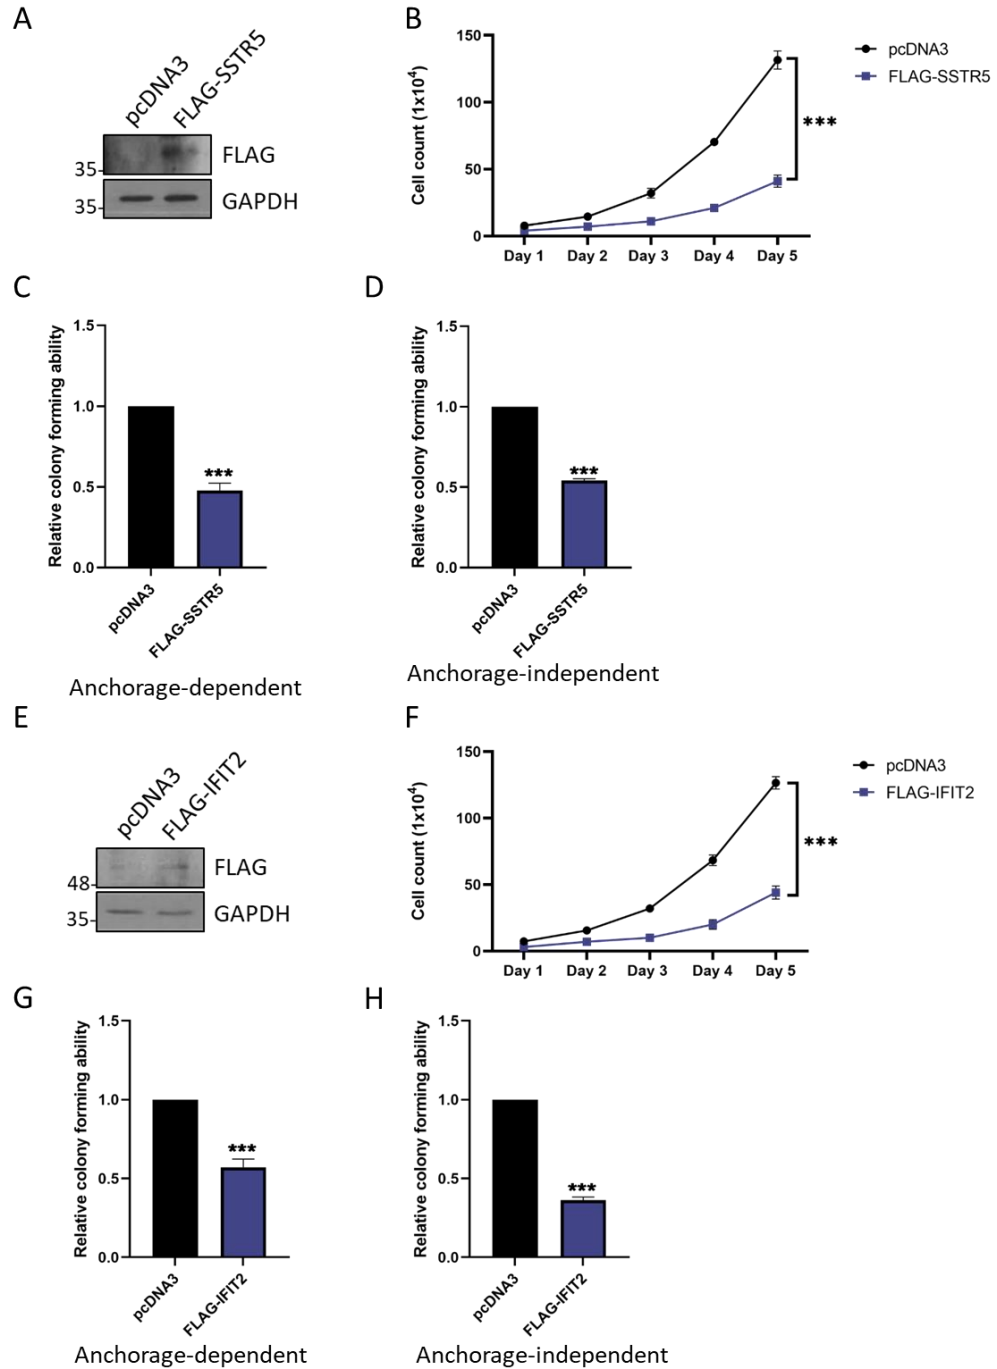 A
pcDNA3
FLAG-SSTR5
35
FLAG
35
GAPDH
B
Cell count (1x10⁴)
150
100
50
0
Day 1 Day 2 Day 3 Day 4 Day 5
pcDNA3
FLAG-SSTR5
***
C
Relative colony forming ability
1.5
1.0
0.5
0.0
***
pcDNA3
FLAG-SSTR5
Anchorage-dependent
D
Relative colony forming ability
1.5
1.0
0.5
0.0
***
pcDNA3
FLAG-SSTR5
Anchorage-independent
E
pcDNA3
FLAG-IFIT2
48
FLAG
35
GAPDH
F
Cell count (1x10⁴)
150
100
50
0
Day 1 Day 2 Day 3 Day 4 Day 5
pcDNA3
FLAG-IFIT2
***
G
Relative colony forming ability
1.5
1.0
0.5
0.0
***
pcDNA3
FLAG-IFIT2
Anchorage-dependent
H
Relative colony forming ability
1.5
1.0
0.5
0.0
***
pcDNA3
FLAG-IFIT2
Anchorage-independent